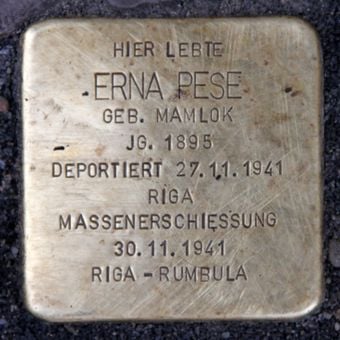 HIER LEBTE
ERNA PESE
GEB. MAMLOK
JG. 1895
DEPORTIERT 27.11.1941
RIGA
MASSENERSCHIESSUNG
30.11.1941
RIGA - RUMBULA